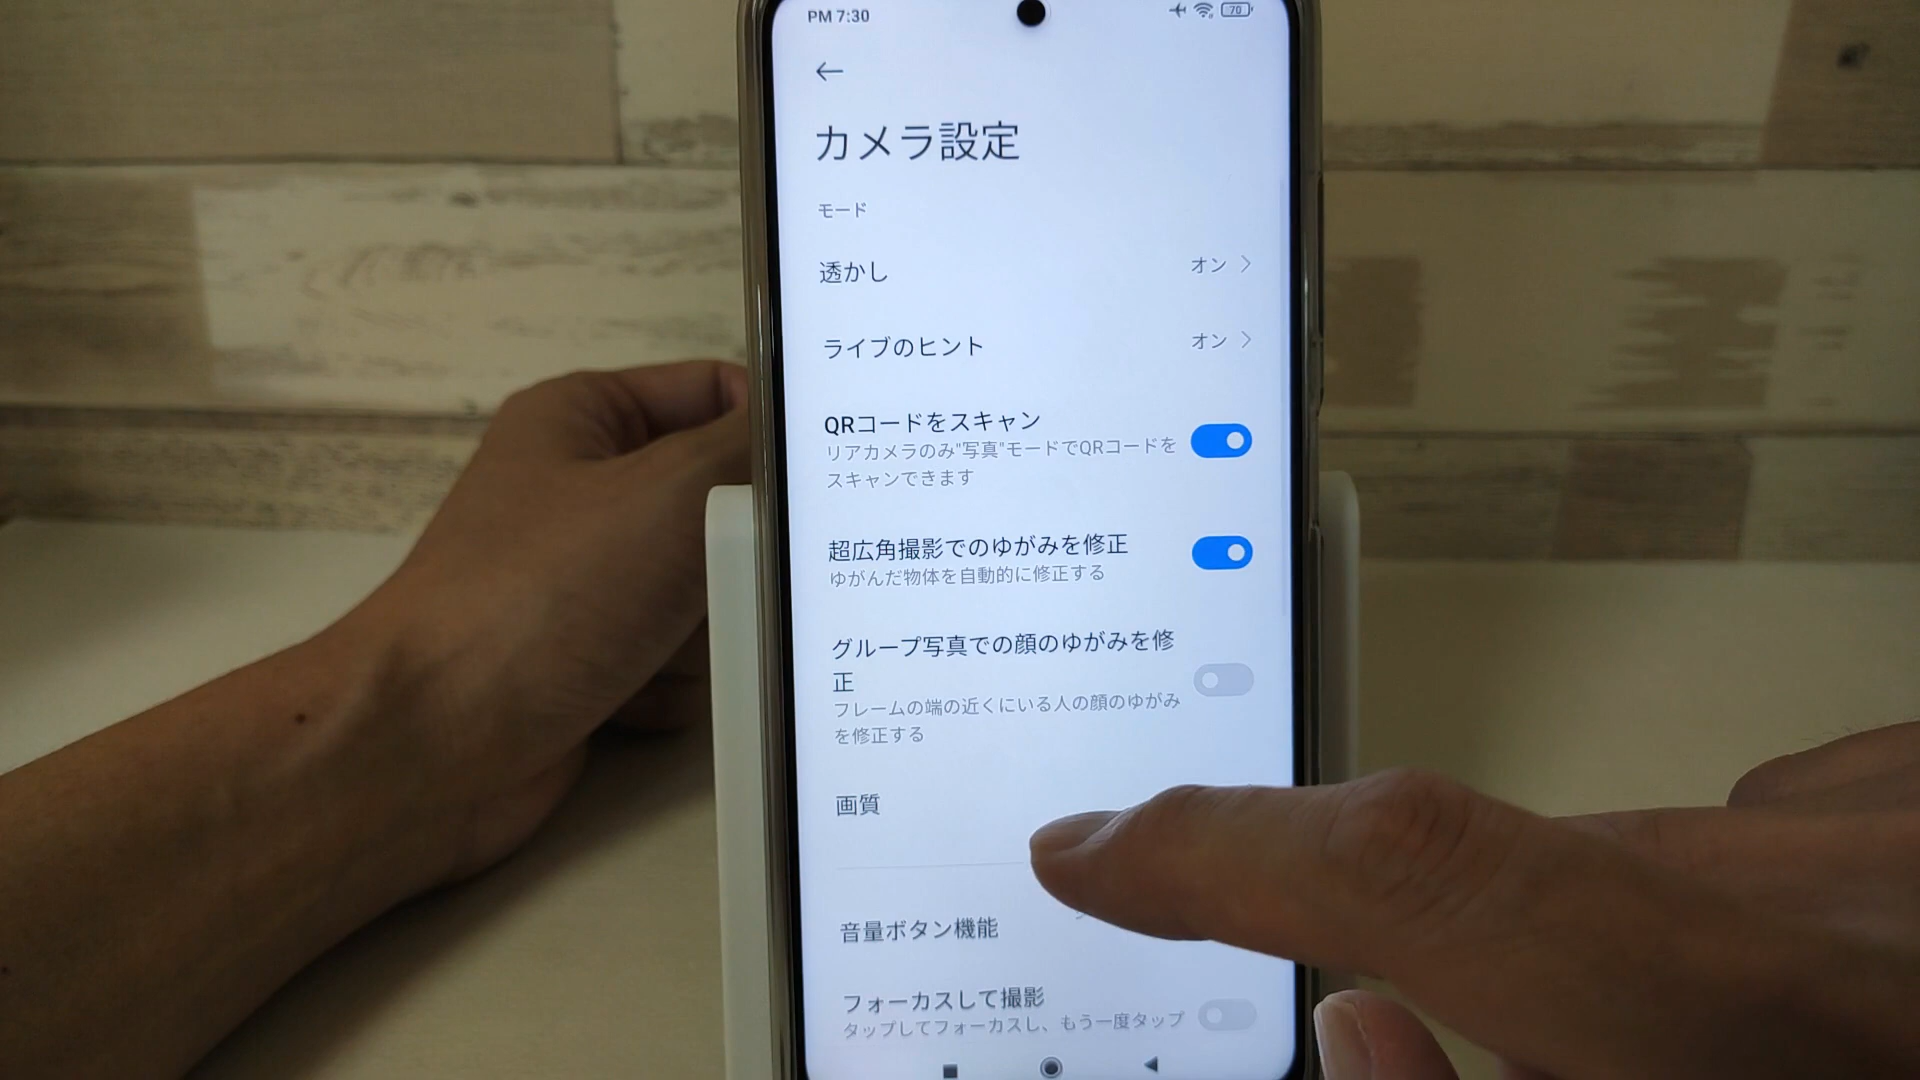 PM 7:30
70
カメラ設定
モード
透かし
オン
ライブのヒント
オン
QRコードをスキャン
リアカメラのみ"写真"モードでQRコードを
スキャンできます
超広角撮影でのゆがみを修正
ゆがんだ物体を自動的に修正する
グループ写真での顔のゆがみを修
正
フレームの端の近くにいる人の顔のゆがみ
を修正する
画質
音量ボタン機能
フォーカスして撮影
タップしてフォーカスし、もう一度タップ